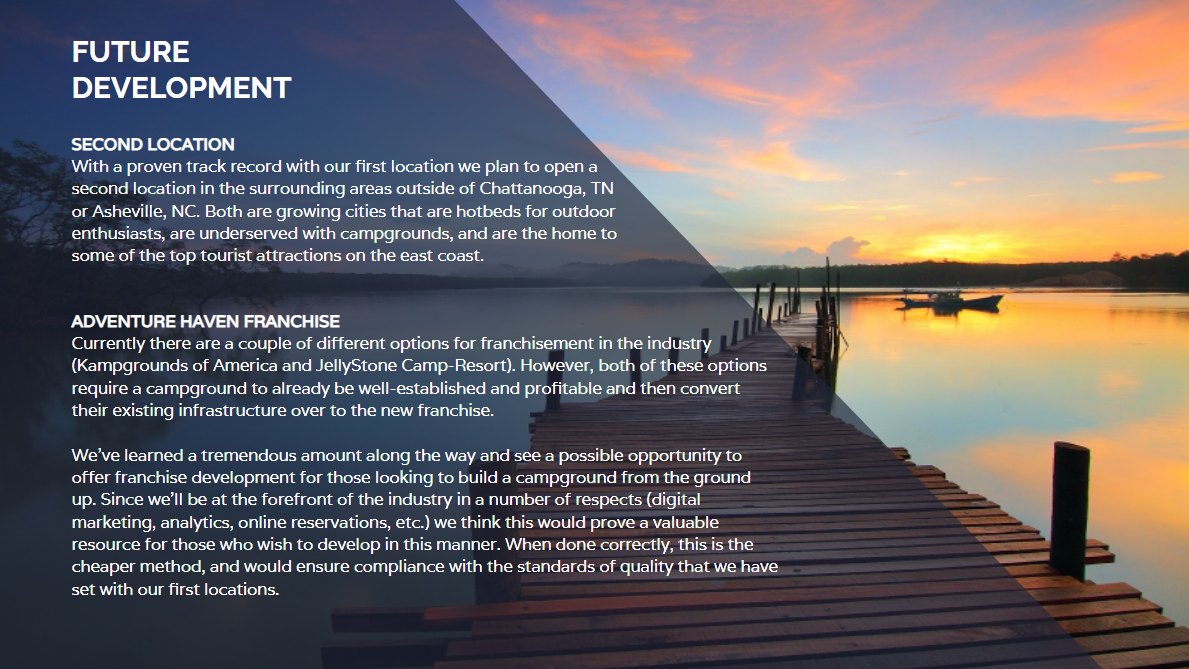 FUTURE
DEVELOPMENT
SECOND LOCATION
With a proven track record with our first location we plan to open a
second location in the surrounding areas outside of Chattanooga, TN
or Asheville, NC. Both are growing cities that are hotbeds for outdoor
enthusiasts, are underserved with campgrounds, and are the home to
some of the top tourist attractions on the east coast.
ADVENTURE HAVEN FRANCHISE
Currently there are a couple of different options for franchisement in the industry
(Kampgrounds of America and JellyStone Camp-Resort). However, both of these options
require a campground to already be well-established and profitable and then convert
their existing infrastructure over to the new franchise.
We've learned a tremendous amount along the way and see a possible opportunity to
offer franchise development for those looking to build a campground from the ground
up. Since we'll be at the forefront of the industry in a number of respects (digital
marketing, analytics, online reservations, etc.) we think this would prove a valuable
resource for those who wish to develop in this manner. When done correctly, this is the
cheaper method, and would ensure compliance with the standards of quality that we have
set with our first locations.